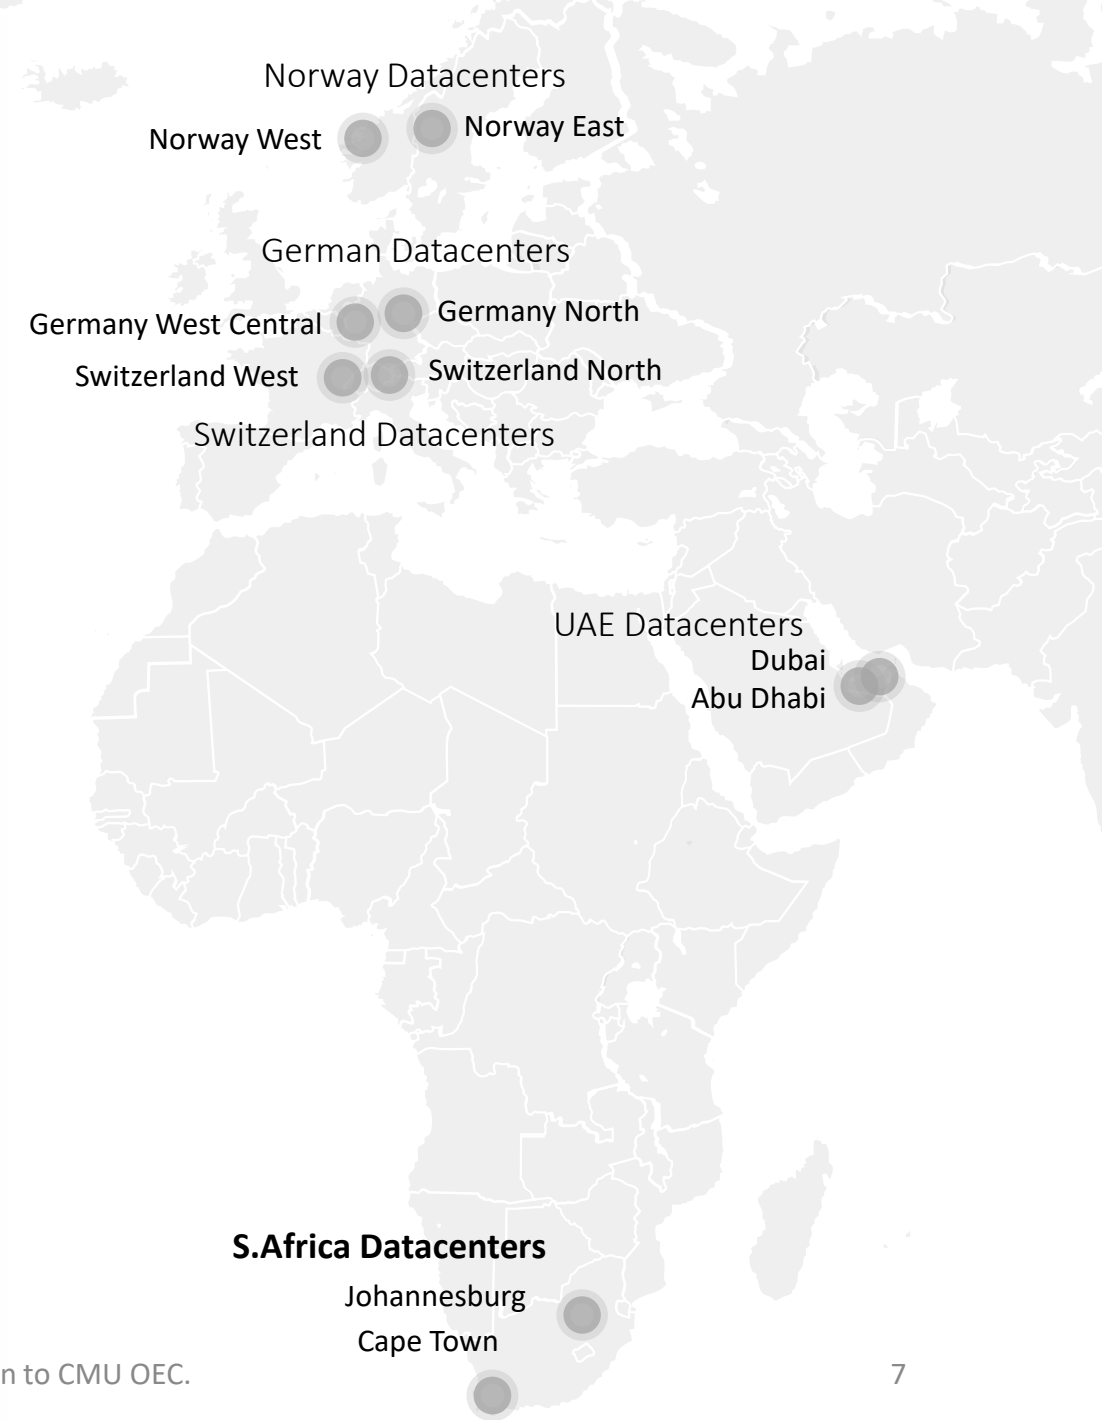 Norway Datacenters
Norway West
Norway East
German Datacenters
Germany West Central
Germany North
Switzerland West
Switzerland North
Switzerland Datacenters
UAE Datacenters
Dubai
Abu Dhabi
S.Africa Datacenters
Johannesburg
Cape Town
n to CMU OEC.
7